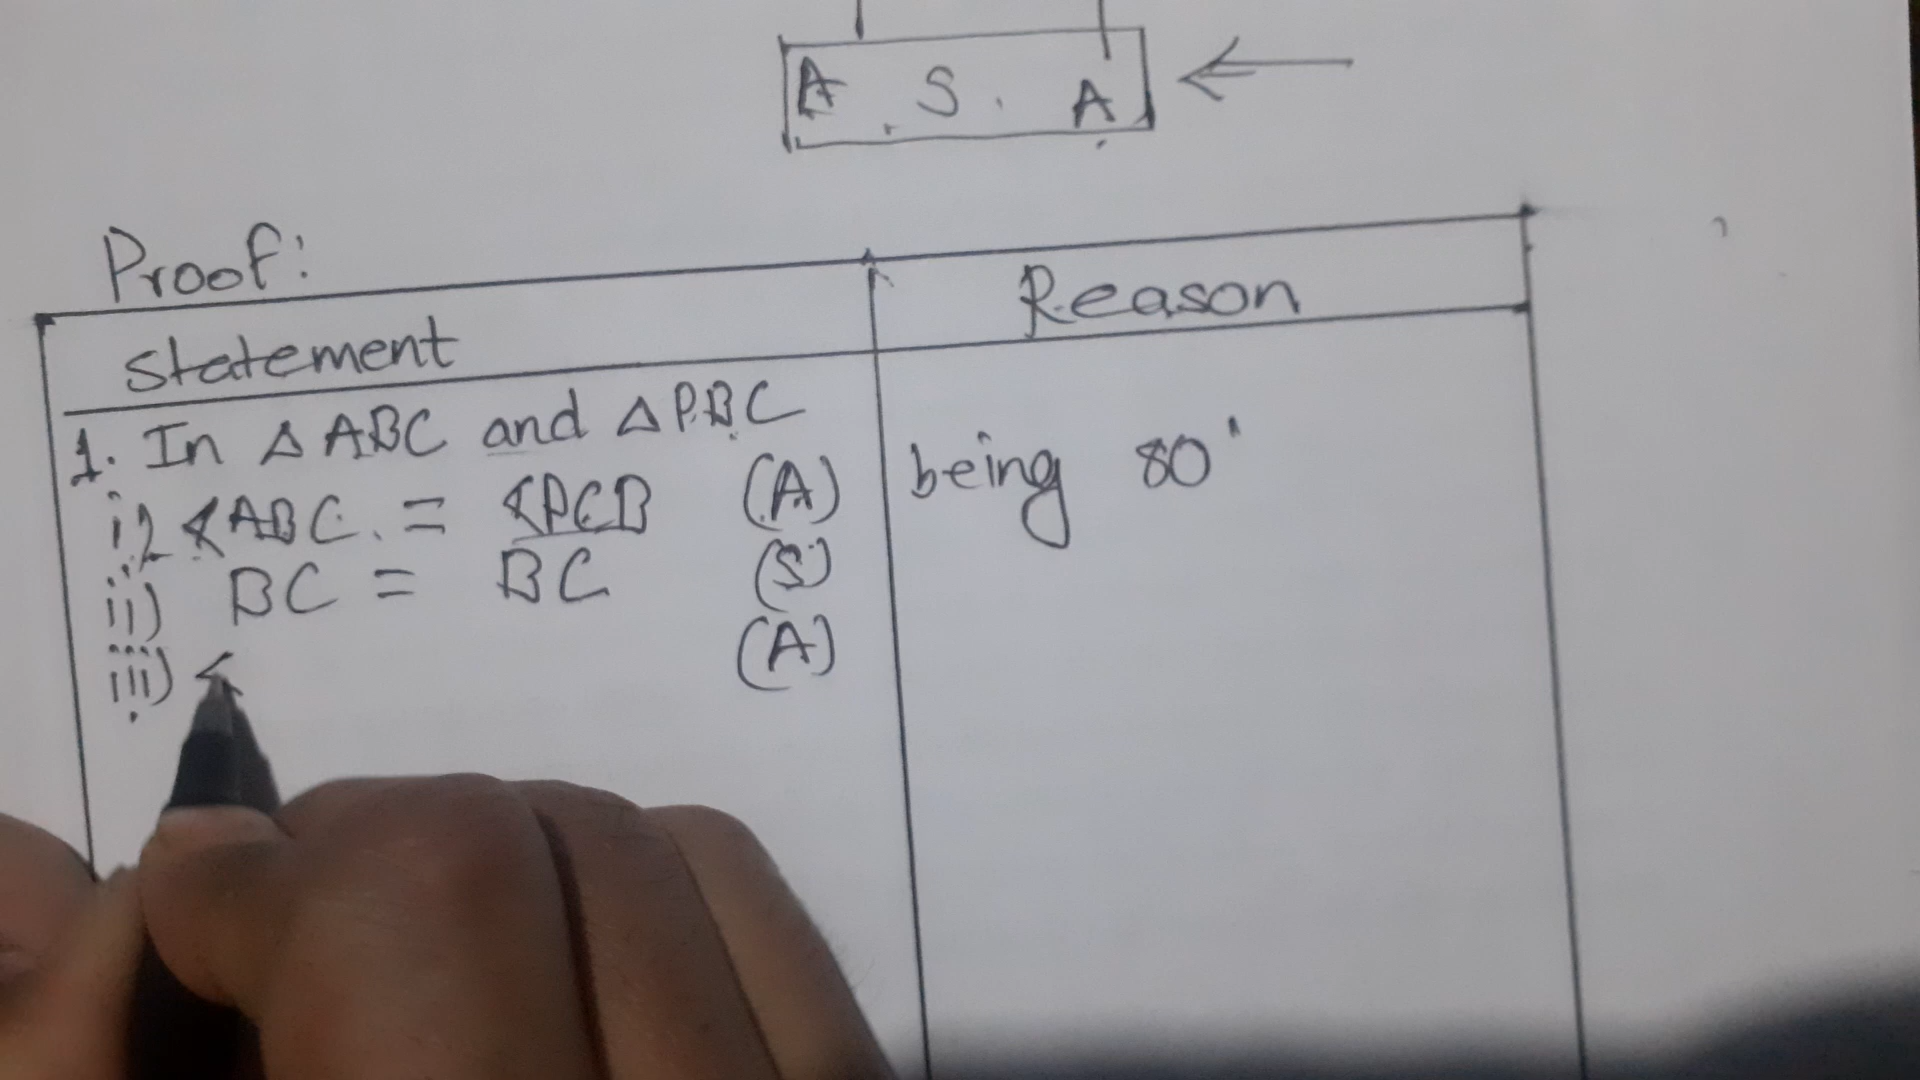 A . S . A
Proof:
Statement Reason
1. In △ ABC and △ PBC
i) ∢ABC. = ∢PCB (A) being 80°
ii) BC = BC (S)
iii) ∢ (A)